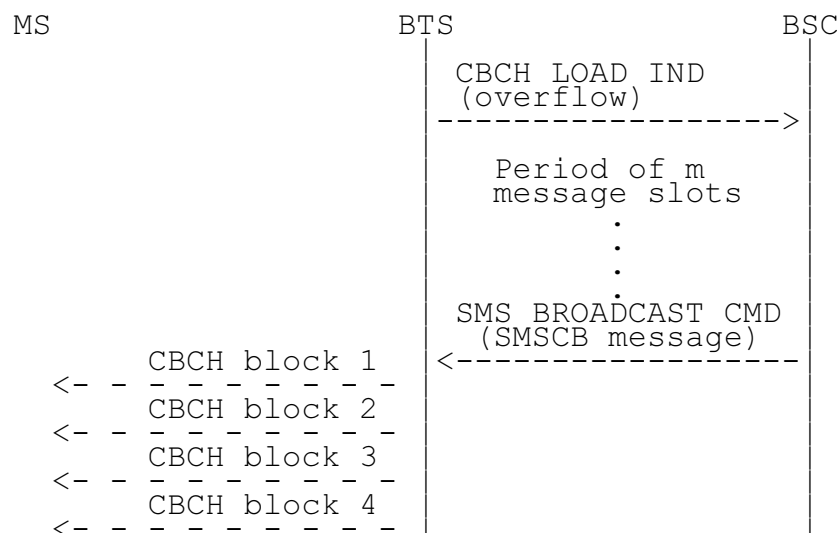 MS BTS BSC
CBCH LOAD IND
(overflow)
Period of m
message slots
SMS BROADCAST CMD
(SMSCB message)
CBCH block 1
CBCH block 2
CBCH block 3
CBCH block 4